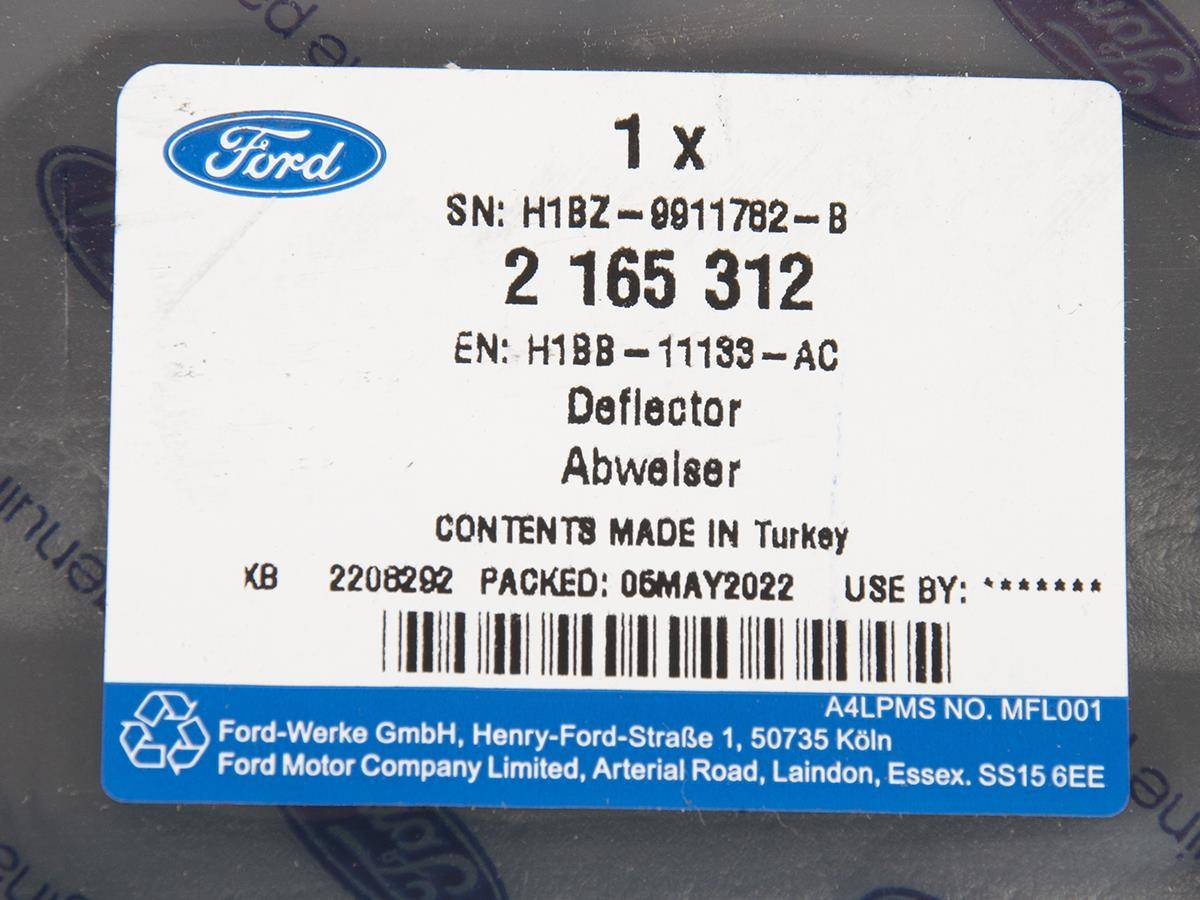 Ford
1 x
SN: H1BZ-9911782-B
2 165 312
EN: H1BB-11133-AC
Deflector
Abweiser
CONTENTS MADE IN Turkey
KB 2208292 PACKED: 05MAY2022 USE BY: *******
A4LPMS NO. MFL001
Ford-Werke GmbH, Henry-Ford-Straße 1, 50735 Köln
Ford Motor Company Limited, Arterial Road, Laindon, Essex. SS15 6EE